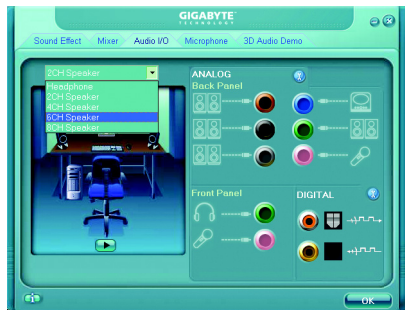 GIGABYTE
TECHNOLOGY
Sound Effect Mixer Audio I/O Microphone 3D Audio Demo
2CH Speaker
Headphone
2CH Speaker
4CH Speaker
6CH Speaker
8CH Speaker
ANALOG
Back Panel
Front Panel
DIGITAL
OK